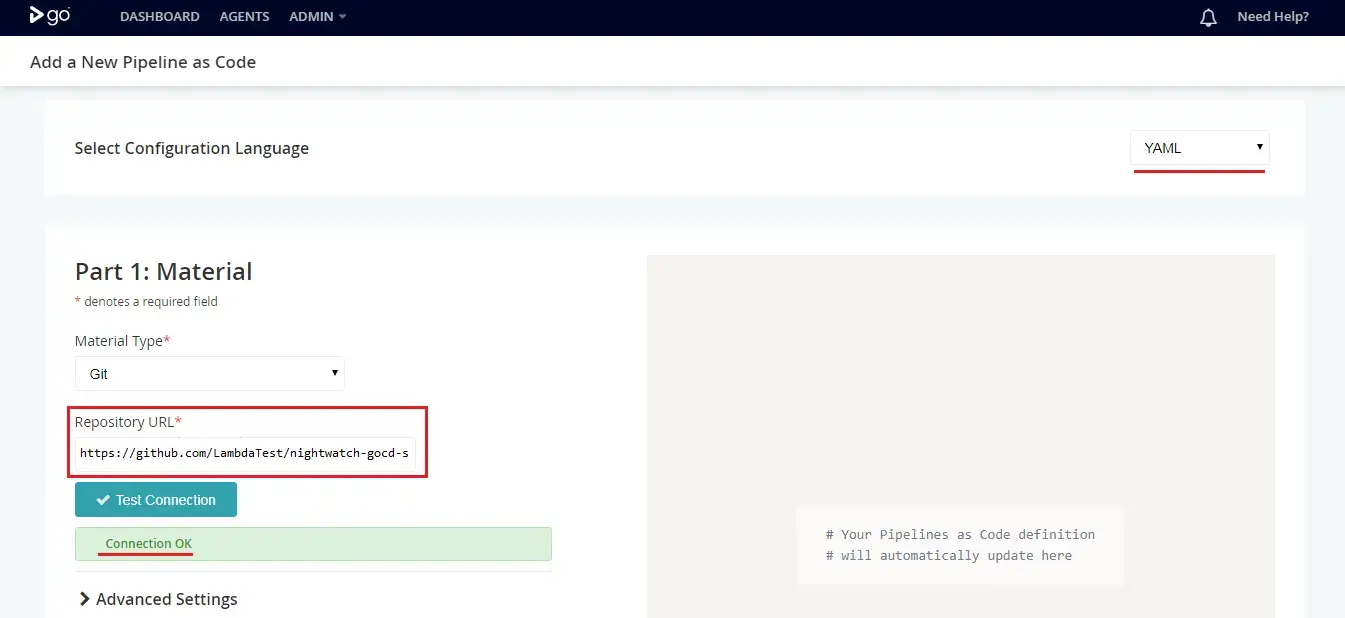 go DASHBOARD AGENTS ADMIN Need Help?
Add a New Pipeline as Code
Select Configuration Language YAML
Part 1: Material
* denotes a required field
Material Type*
Git
Repository URL*
https://github.com/LambdaTest/nightwatch-gocd-s
Test Connection
Connection OK
Advanced Settings
# Your Pipelines as Code definition
# will automatically update here